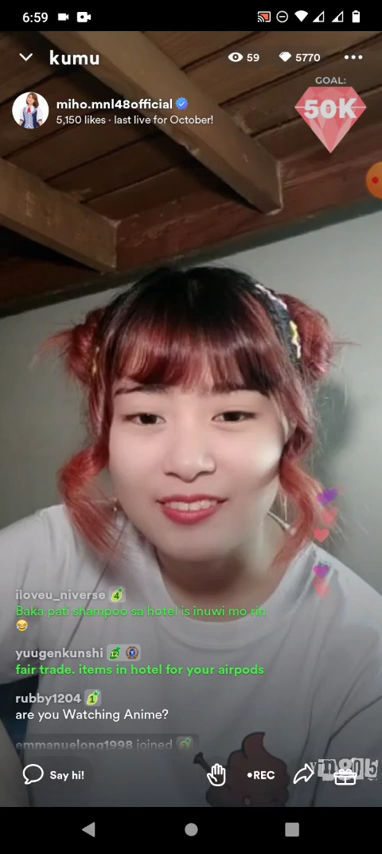 6:59
kumu
59
5770
GOAL:
50K
miho.mnl48official
5,150 likes · last live for October!
iloveu_niverse 4
Baka pati shampoo sa hotel is inuwi mo rin
😂
yuugenkunshi
fair trade. items in hotel for your airpods
rubby1204 1
are you Watching Anime?
emmanuelong1998 joined
Say hi!
•REC